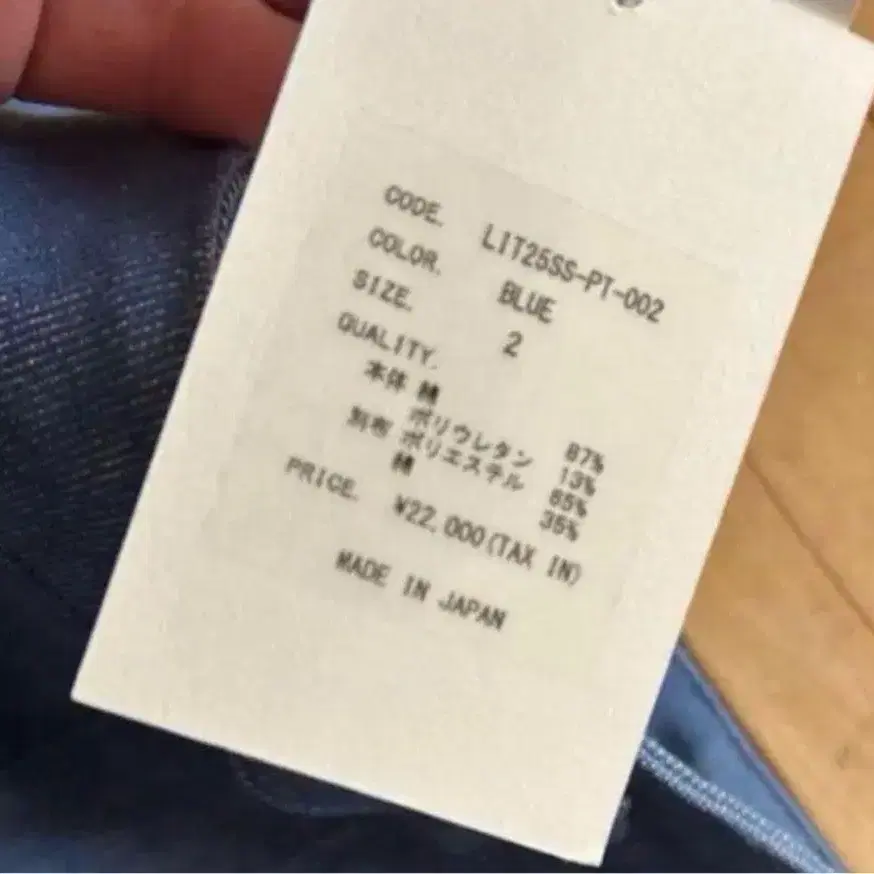 CODE. LIT25SS-PT-002
COLOR. BLUE
SIZE. 2
QUALITY.
本体 綿 87%
ポリウレタン 13%
別布 ポリエステル 65%
綿 35%
PRICE. ¥22,000(TAX IN)
MADE IN JAPAN